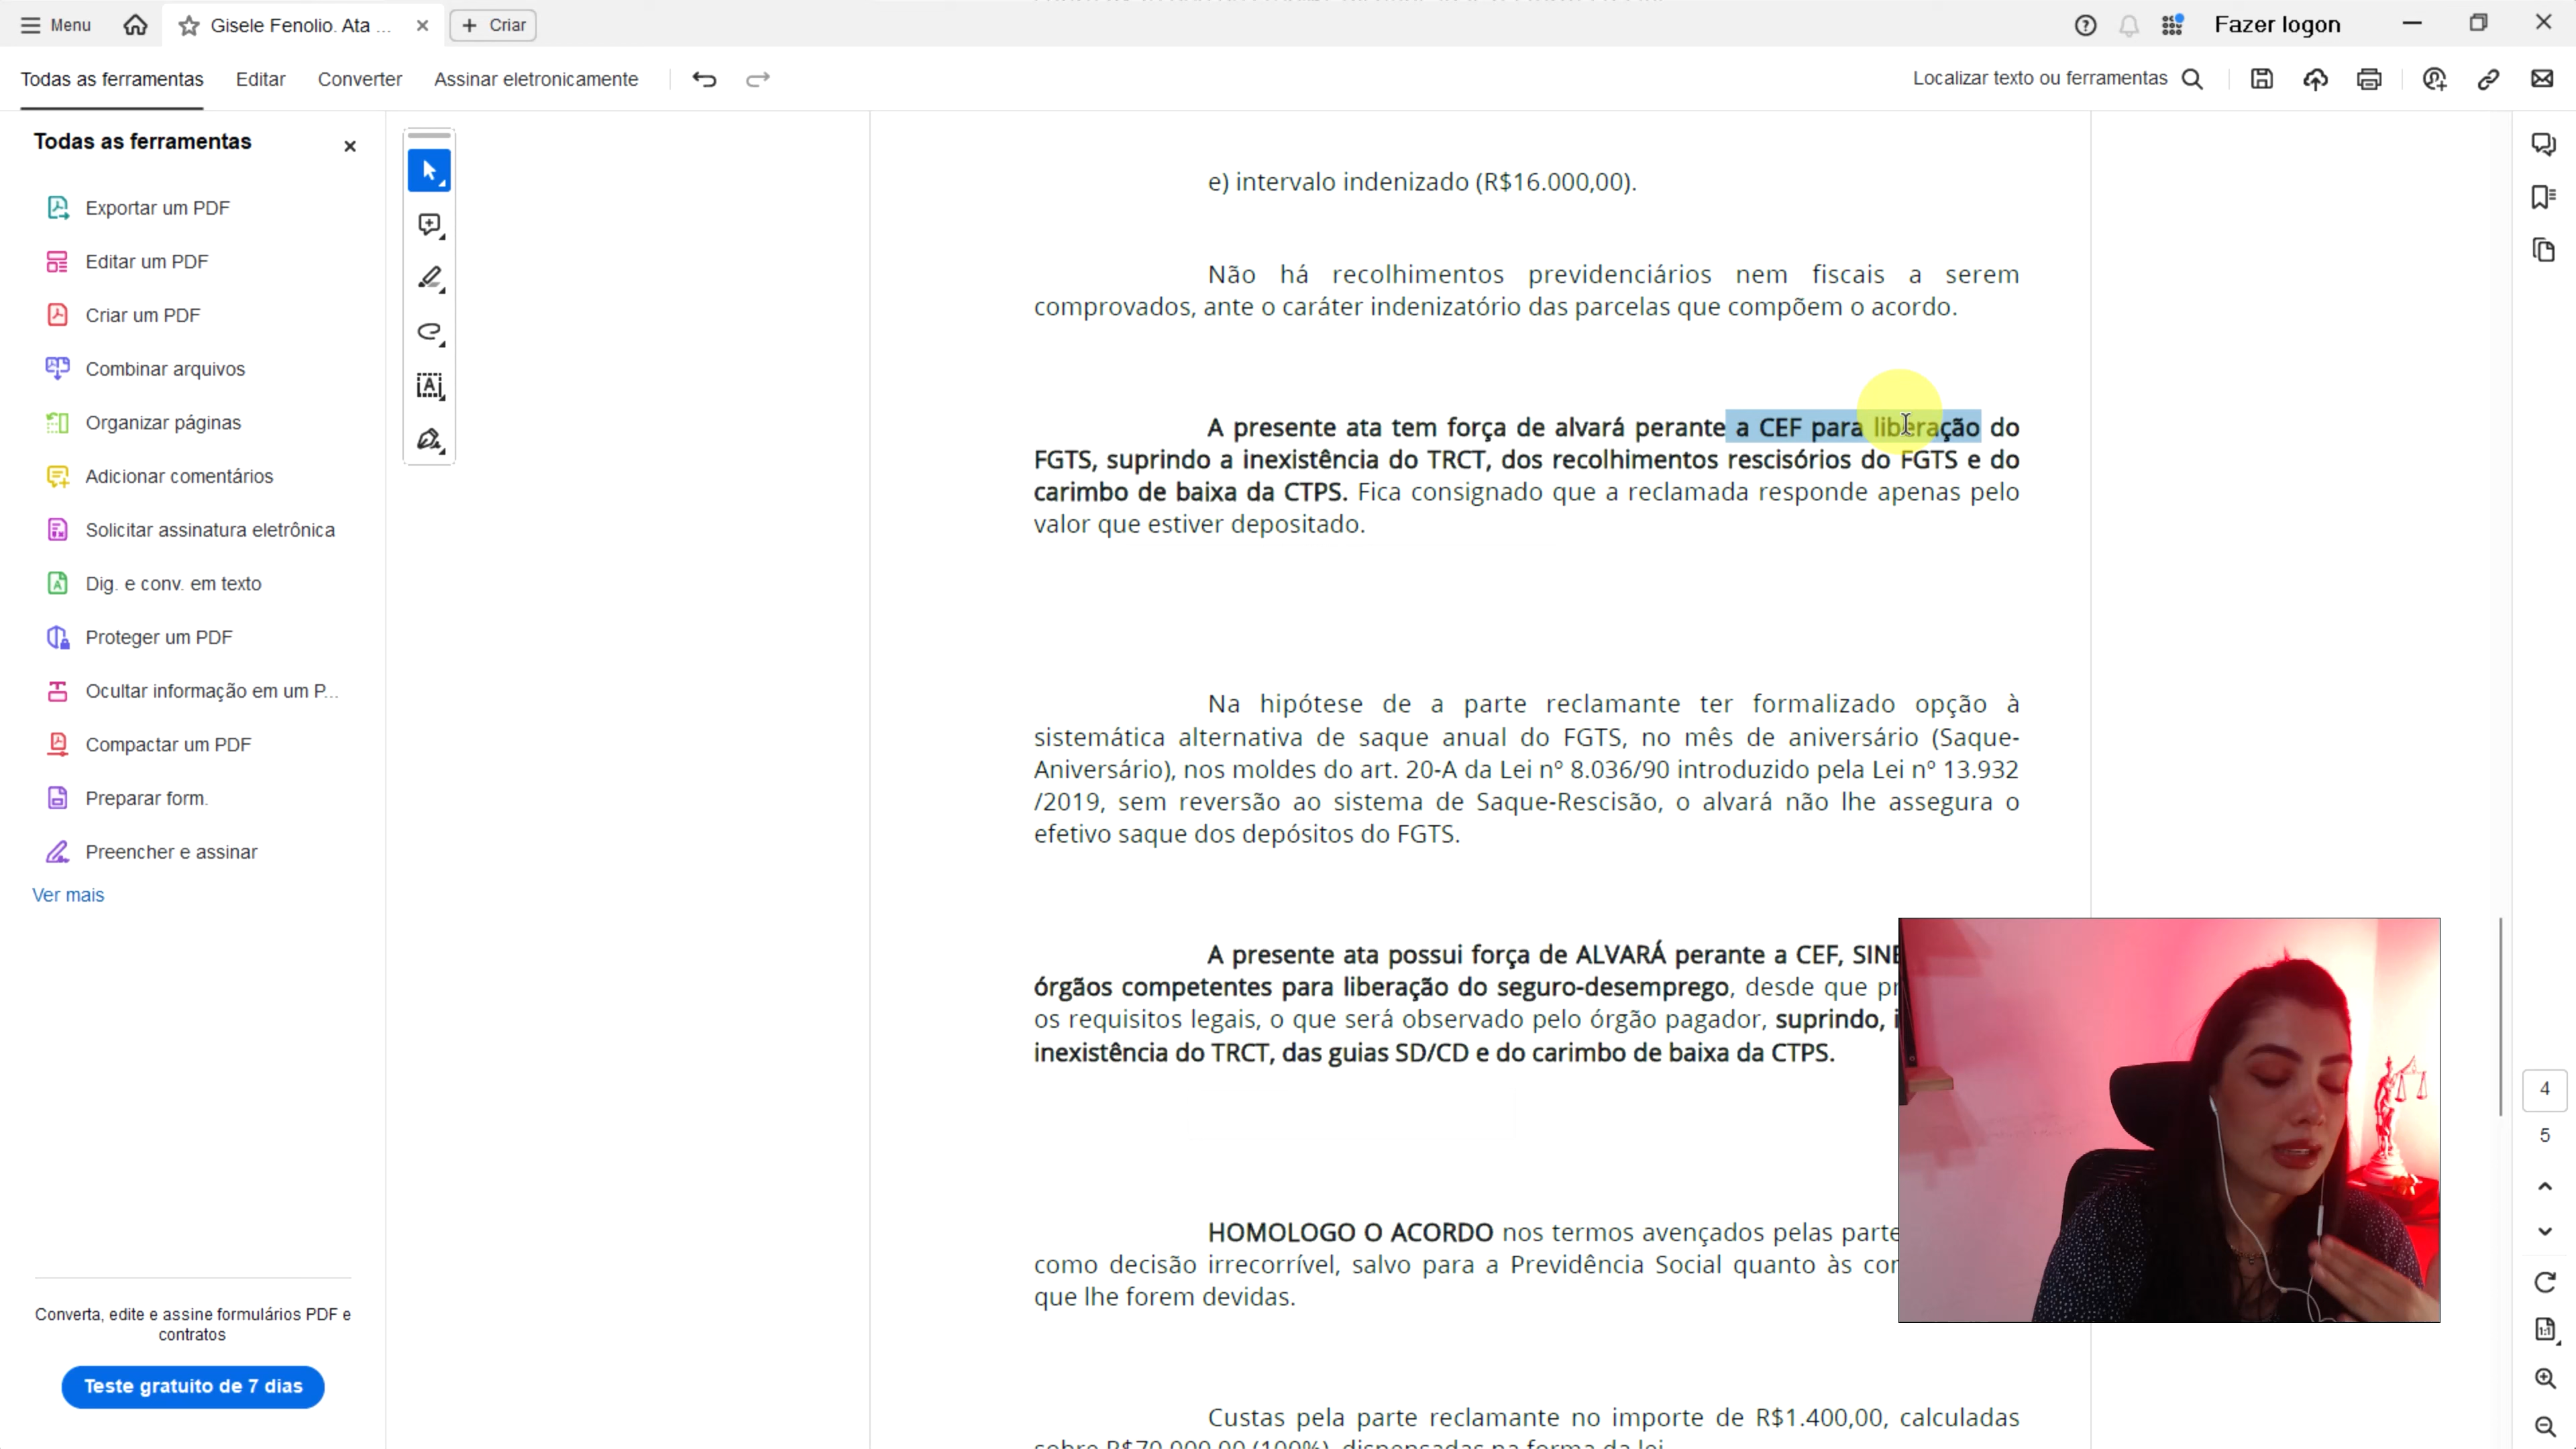 Menu
Gisele Fenolio. Ata ...
Criar
Fazer logon
Todas as ferramentas
Editar
Converter
Assinar eletronicamente
Localizar texto ou ferramentas
Todas as ferramentas
Exportar um PDF
Editar um PDF
Criar um PDF
Combinar arquivos
Organizar páginas
Adicionar comentários
Solicitar assinatura eletrônica
Dig. e conv. em texto
Proteger um PDF
Ocultar informação em um P...
Compactar um PDF
Preparar form.
Preencher e assinar
Ver mais
Converta, edite e assine formulários PDF e
contratos
Teste gratuito de 7 dias
e) intervalo indenizado (R$16.000,00).
Não há recolhimentos previdenciários nem fiscais a serem
comprovados, ante o caráter indenizatório das parcelas que compõem o acordo.
A presente ata tem força de alvará perante a CEF para liberação do
FGTS, suprindo a inexistência do TRCT, dos recolhimentos rescisórios do FGTS e do
carimbo de baixa da CTPS. Fica consignado que a reclamada responde apenas pelo
valor que estiver depositado.
Na hipótese de a parte reclamante ter formalizado opção à
sistemática alternativa de saque anual do FGTS, no mês de aniversário (Saque-
Aniversário), nos moldes do art. 20-A da Lei nº 8.036/90 introduzido pela Lei nº 13.932
/2019, sem reversão ao sistema de Saque-Rescisão, o alvará não lhe assegura o
efetivo saque dos depósitos do FGTS.
A presente ata possui força de ALVARÁ perante a CEF, SINE
órgãos competentes para liberação do seguro-desemprego, desde que
os requisitos legais, o que será observado pelo órgão pagador, suprindo,
inexistência do TRCT, das guias SD/CD e do carimbo de baixa da CTPS.
HOMOLOGO O ACORDO nos termos avençados pelas parte
como decisão irrecorrível, salvo para a Previdência Social quanto às
que lhe forem devidas.
Custas pela parte reclamante no importe de R$1.400,00, calculadas
sobre R$70.000,00 (100%), dispensadas na forma da lei.
4
5